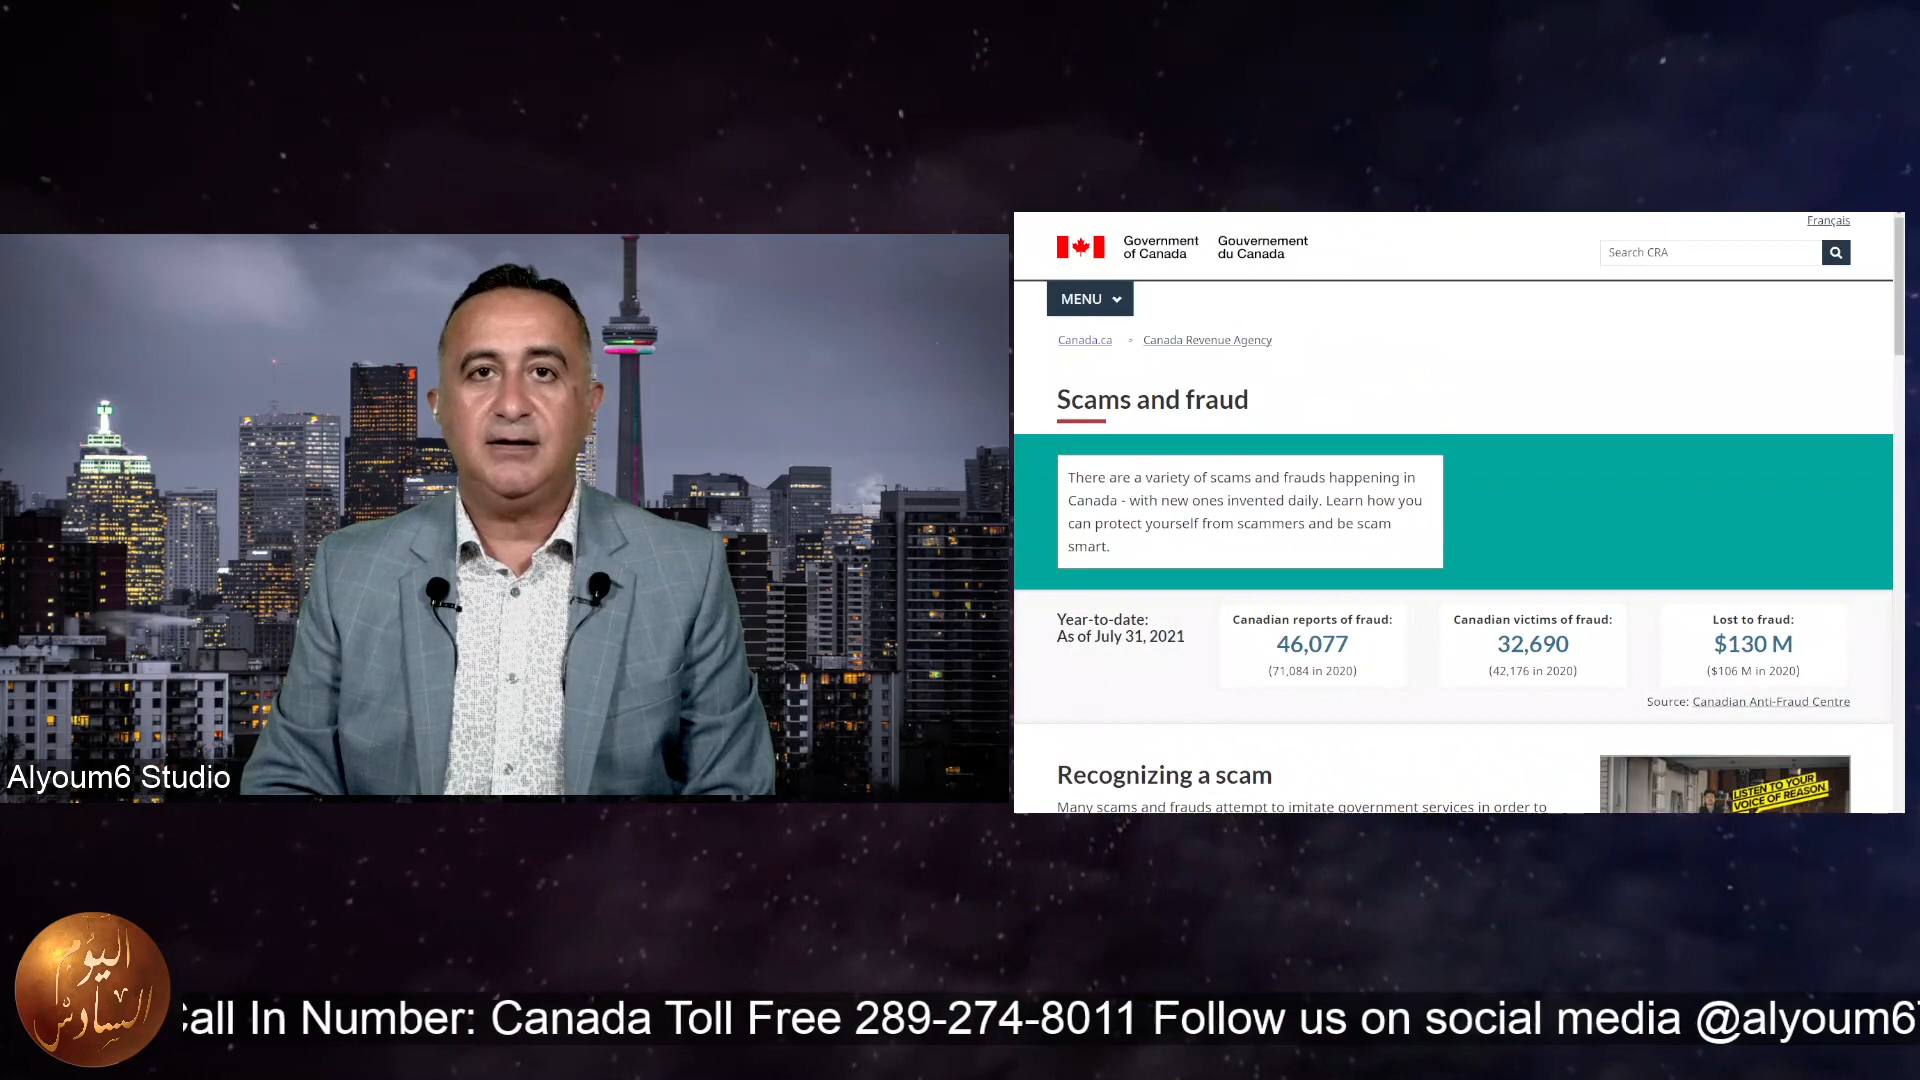 Alyoum6 Studio
Français
Government
of Canada
Gouvernement
du Canada
Search CRA
MENU
Canada.ca > Canada Revenue Agency
Scams and fraud
There are a variety of scams and frauds happening in
Canada - with new ones invented daily. Learn how you
can protect yourself from scammers and be scam
smart.
Year-to-date:
As of July 31, 2021
Canadian reports of fraud:
46,077
(71,084 in 2020)
Canadian victims of fraud:
32,690
(42,176 in 2020)
Lost to fraud:
$130 M
($106 M in 2020)
Source: Canadian Anti-Fraud Centre
Recognizing a scam
Many scams and frauds attempt to imitate government services in order to
LISTEN TO YOUR
VOICE OF REASON.
اليوم
السادس
all In Number: Canada Toll Free 289-274-8011 Follow us on social media @alyoum6